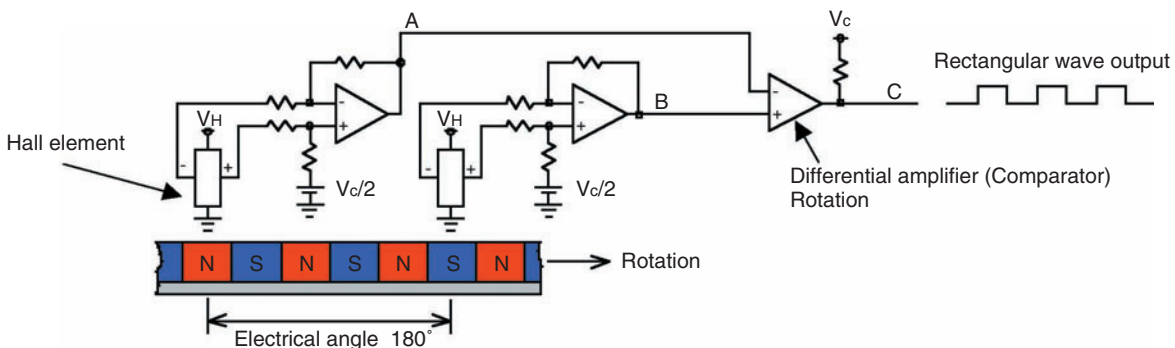 A
Vc
Rectangular wave output
-
+
B
-
+
-
+
C
VH
VH
Hall element
-
+
-
+
Vc/2
Vc/2
Differential amplifier (Comparator)
Rotation
N S N S N S N
Rotation
Electrical angle 180°